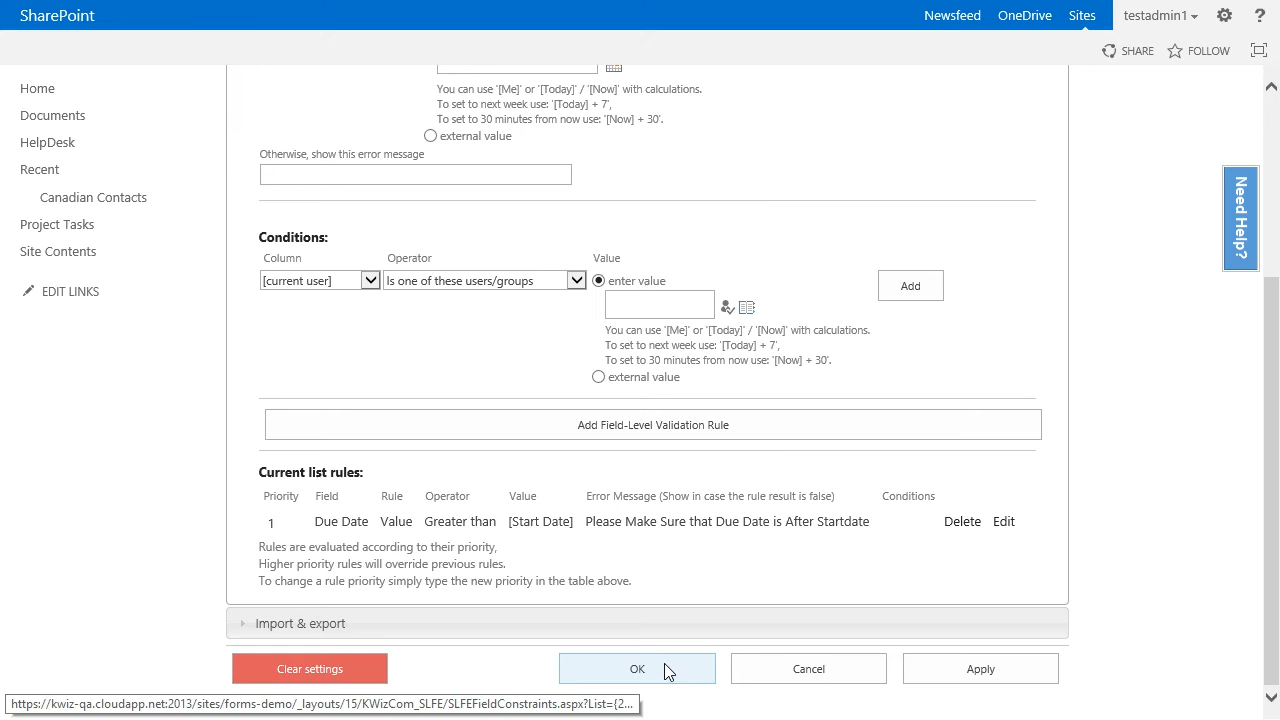 SharePoint
Newsfeed OneDrive Sites testadmin1 ?
SHARE FOLLOW
Home
Documents
HelpDesk
Recent
Canadian Contacts
Project Tasks
Site Contents
EDIT LINKS
You can use '[Me]' or '[Today]' / '[Now]' with calculations.
To set to next week use: '[Today] + 7',
To set to 30 minutes from now use: '[Now] + 30'.
external value
Otherwise, show this error message
Conditions:
Column Operator Value
[current user] Is one of these users/groups enter value Add
You can use '[Me]' or '[Today]' / '[Now]' with calculations.
To set to next week use: '[Today] + 7',
To set to 30 minutes from now use: '[Now] + 30'.
external value
Add Field-Level Validation Rule
Current list rules:
Priority Field Rule Operator Value Error Message (Show in case the rule result is false) Conditions
1 Due Date Value Greater than [Start Date] Please Make Sure that Due Date is After Startdate Delete Edit
Rules are evaluated according to their priority,
Higher priority rules will override previous rules.
To change a rule priority simply type the new priority in the table above.
Import & export
Clear settings OK Cancel Apply
https://kwiz-qa.cloudapp.net:2013/sites/forms-demo/_layouts/15/KWizCom_SLFE/SLFEFieldConstraints.aspx?List={2...
Need Help?